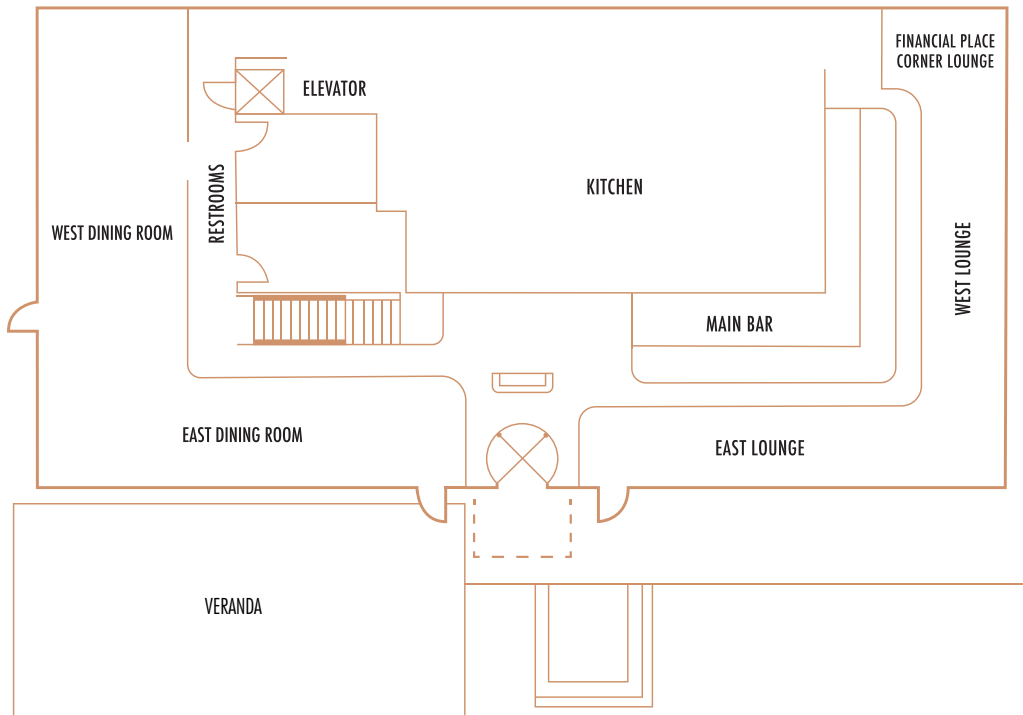 FINANCIAL PLACE
CORNER LOUNGE
ELEVATOR
KITCHEN
RESTROOMS
WEST DINING ROOM
WEST LOUNGE
MAIN BAR
EAST DINING ROOM
EAST LOUNGE
VERANDA